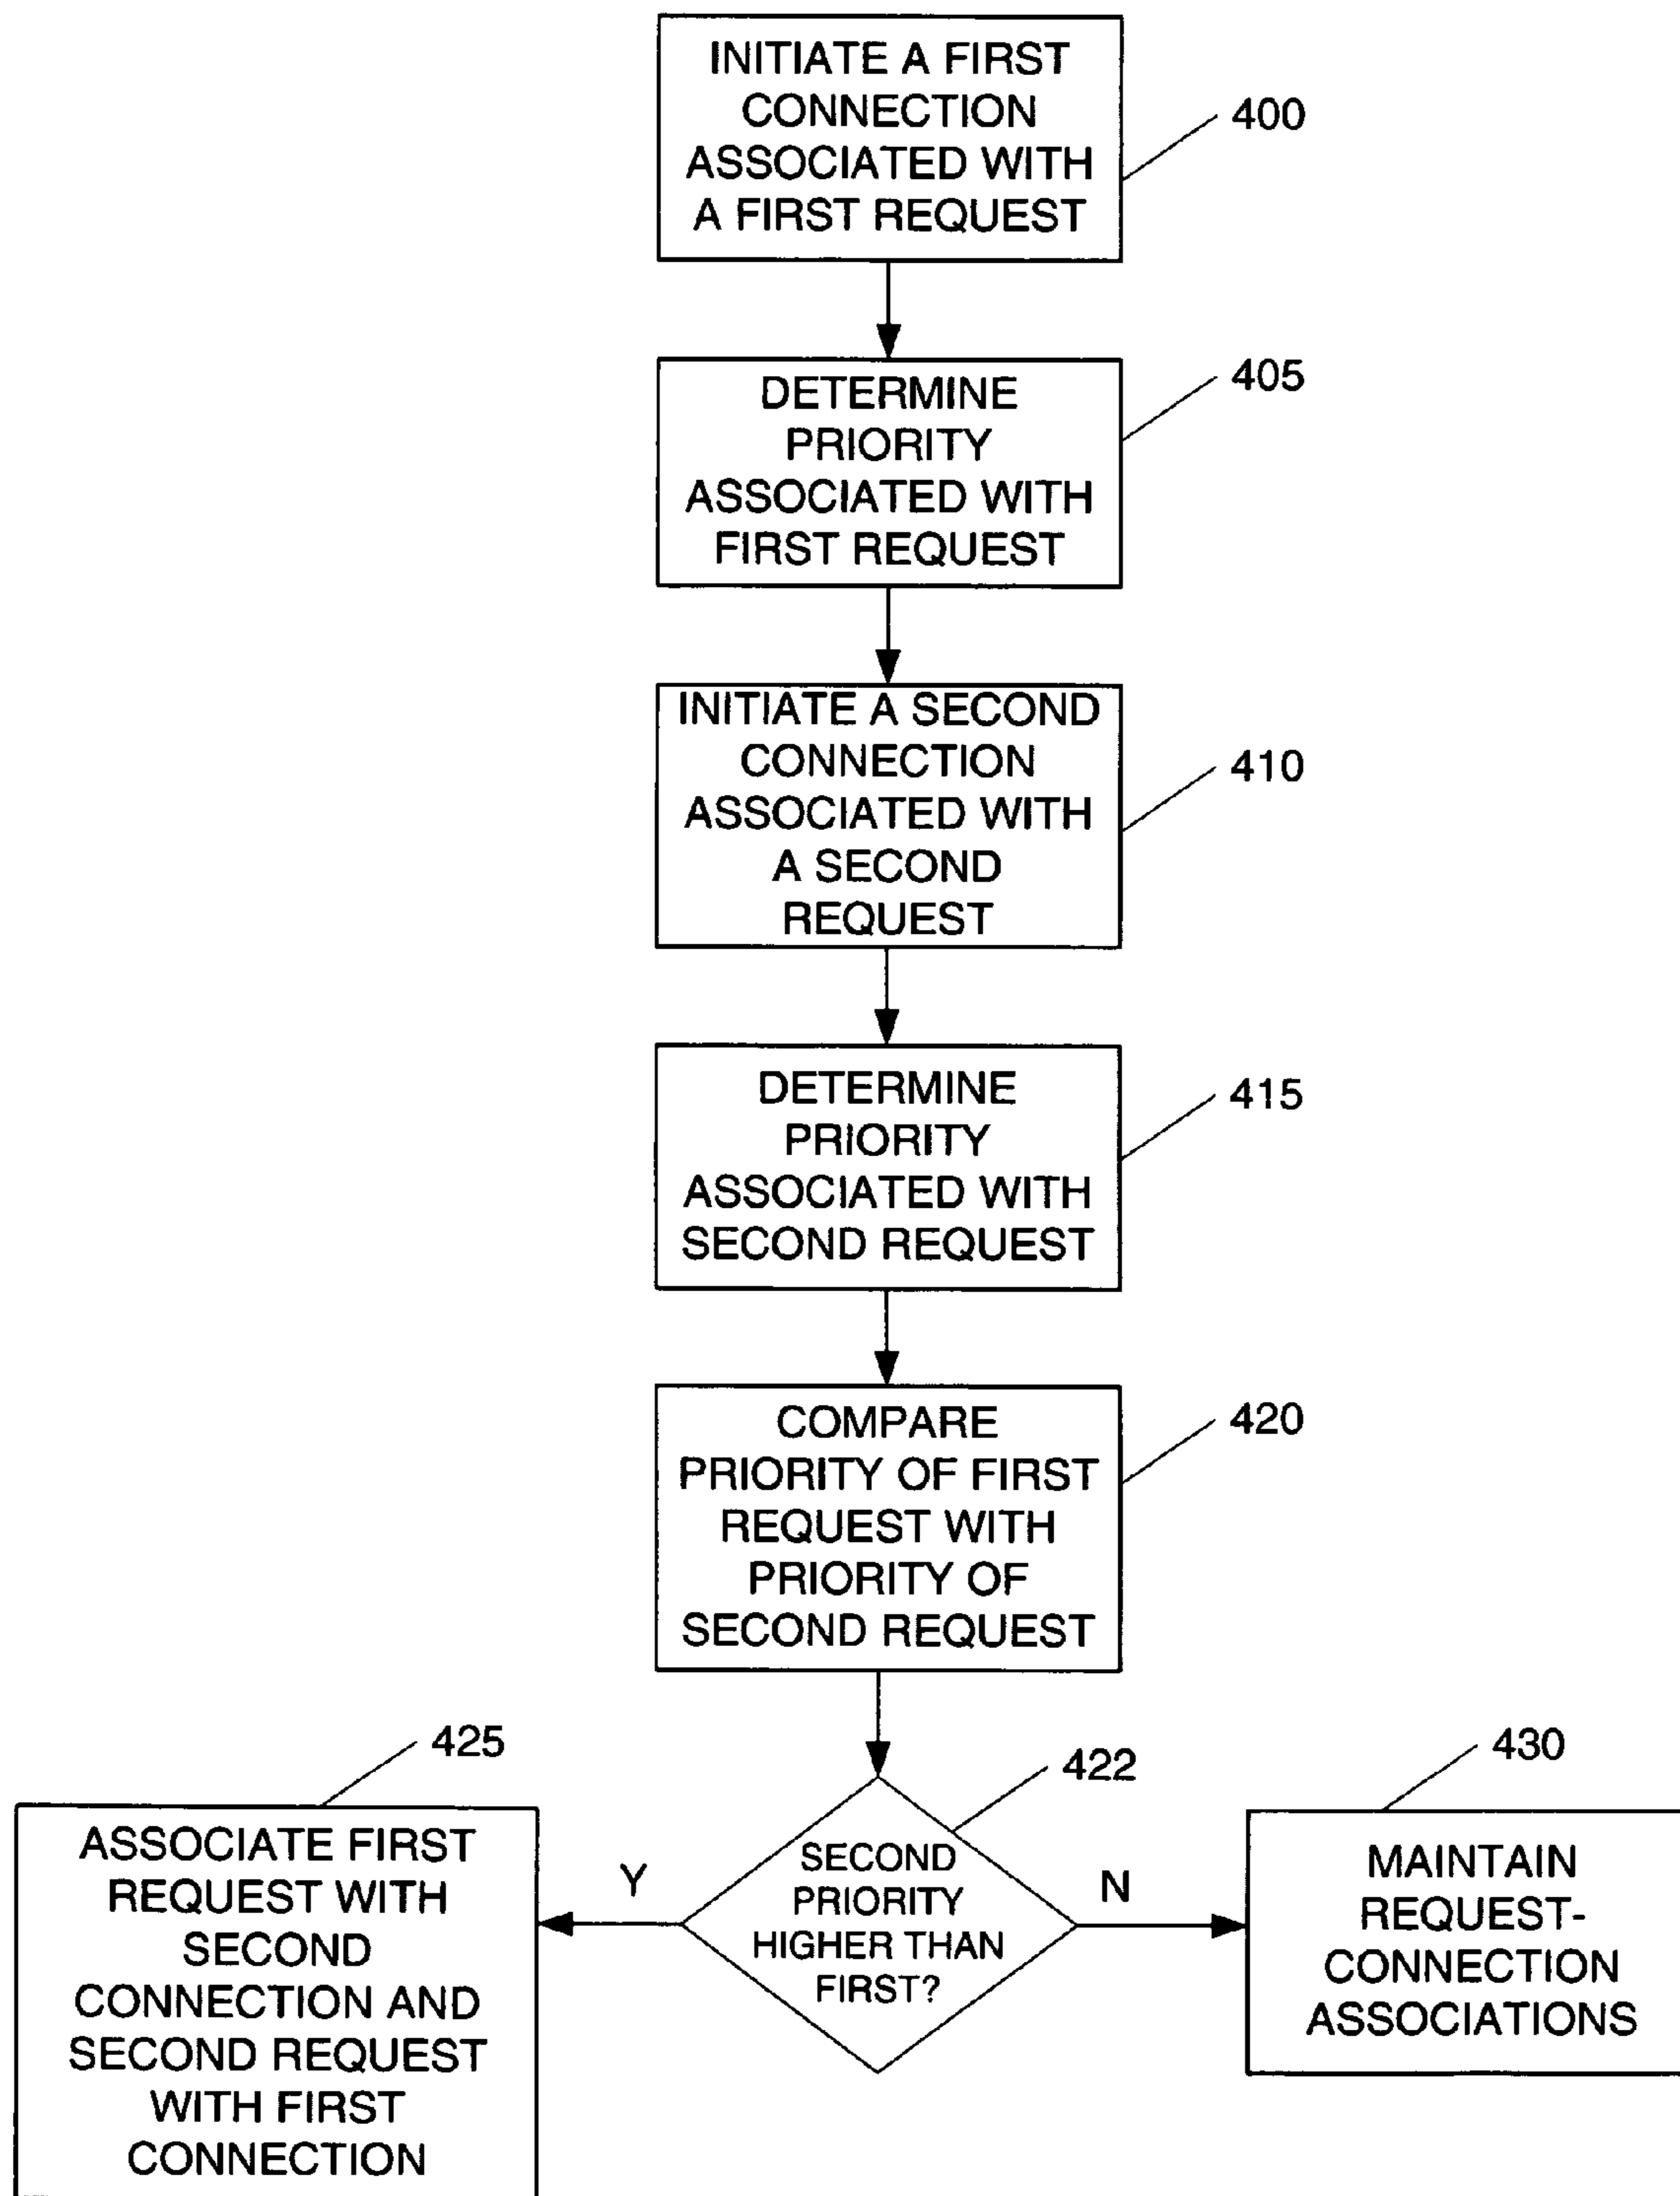 INITIATE A FIRST
CONNECTION
ASSOCIATED WITH
A FIRST REQUEST
400
DETERMINE
PRIORITY
ASSOCIATED WITH
FIRST REQUEST
405
INITIATE A SECOND
CONNECTION
ASSOCIATED WITH
A SECOND
REQUEST
410
DETERMINE
PRIORITY
ASSOCIATED WITH
SECOND REQUEST
415
COMPARE
PRIORITY OF FIRST
REQUEST WITH
PRIORITY OF
SECOND REQUEST
420
SECOND
PRIORITY
HIGHER THAN
FIRST?
422
Y
ASSOCIATE FIRST
REQUEST WITH
SECOND
CONNECTION AND
SECOND REQUEST
WITH FIRST
CONNECTION
425
N
MAINTAIN
REQUEST-
CONNECTION
ASSOCIATIONS
430